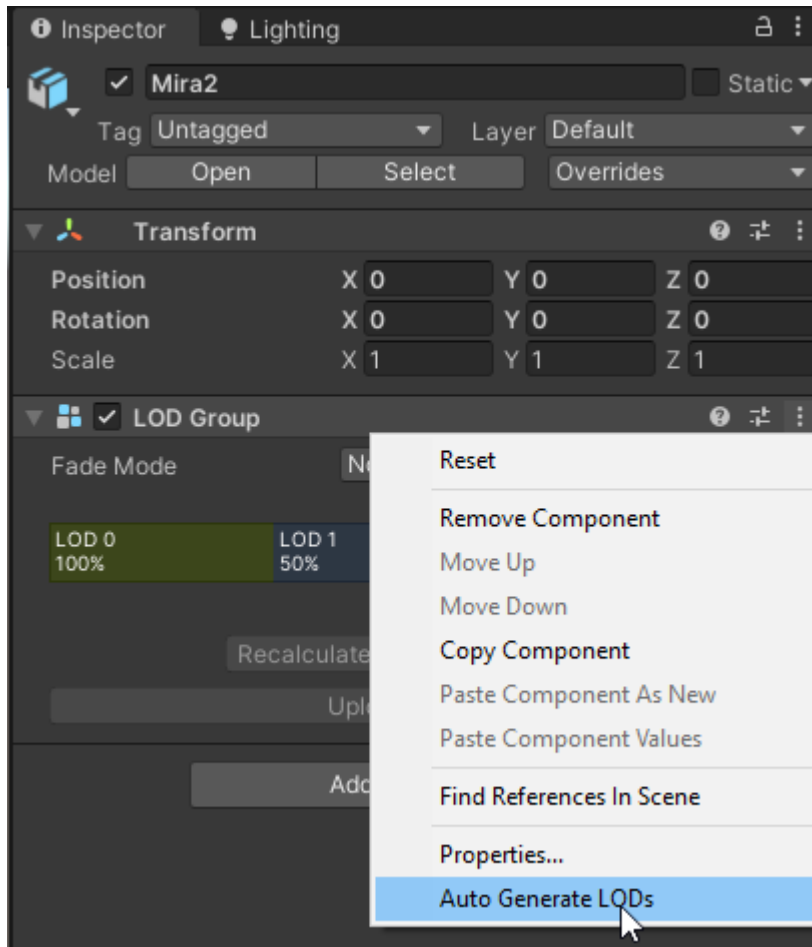 Inspector Lighting
Mira2 Static
Tag Untagged Layer Default
Model Open Select Overrides
Transform
Position X 0 Y 0 Z 0
Rotation X 0 Y 0 Z 0
Scale X 1 Y 1 Z 1
LOD Group
Fade Mode
LOD 0 LOD 1
100% 50%
Recalculate
Add
Reset
Remove Component
Move Up
Move Down
Copy Component
Paste Component As New
Paste Component Values
Find References In Scene
Properties...
Auto Generate LODs